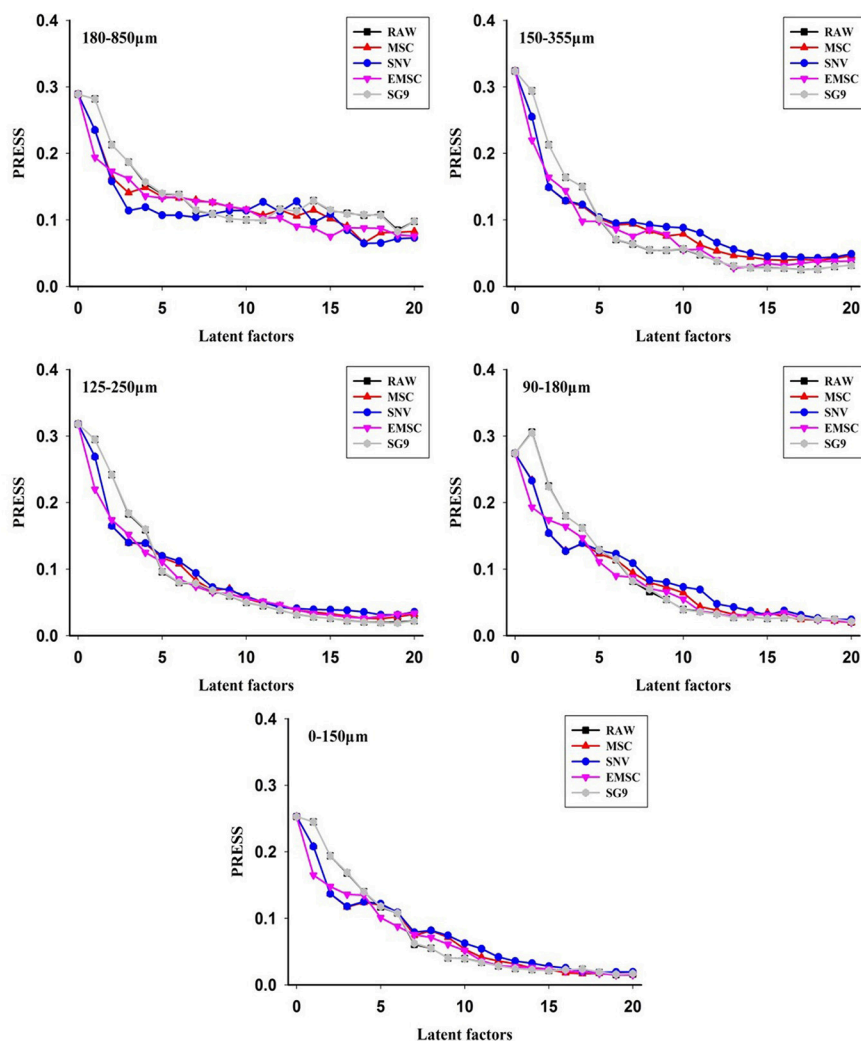 180-850µm
RAW
MSC
SNV
EMSC
SG9
0.4
0.3
0.2
0.1
0.0
PRESS
0 5 10 15 20
Latent factors
150-355µm
RAW
MSC
SNV
EMSC
SG9
0.4
0.3
0.2
0.1
0.0
PRESS
0 5 10 15 20
Latent factors
125-250µm
RAW
MSC
SNV
EMSC
SG9
0.4
0.3
0.2
0.1
0.0
PRESS
0 5 10 15 20
Latent factors
90-180µm
RAW
MSC
SNV
EMSC
SG9
0.4
0.3
0.2
0.1
0.0
PRESS
0 5 10 15 20
Latent factors
0-150µm
RAW
MSC
SNV
EMSC
SG9
0.4
0.3
0.2
0.1
0.0
PRESS
0 5 10 15 20
Latent factors